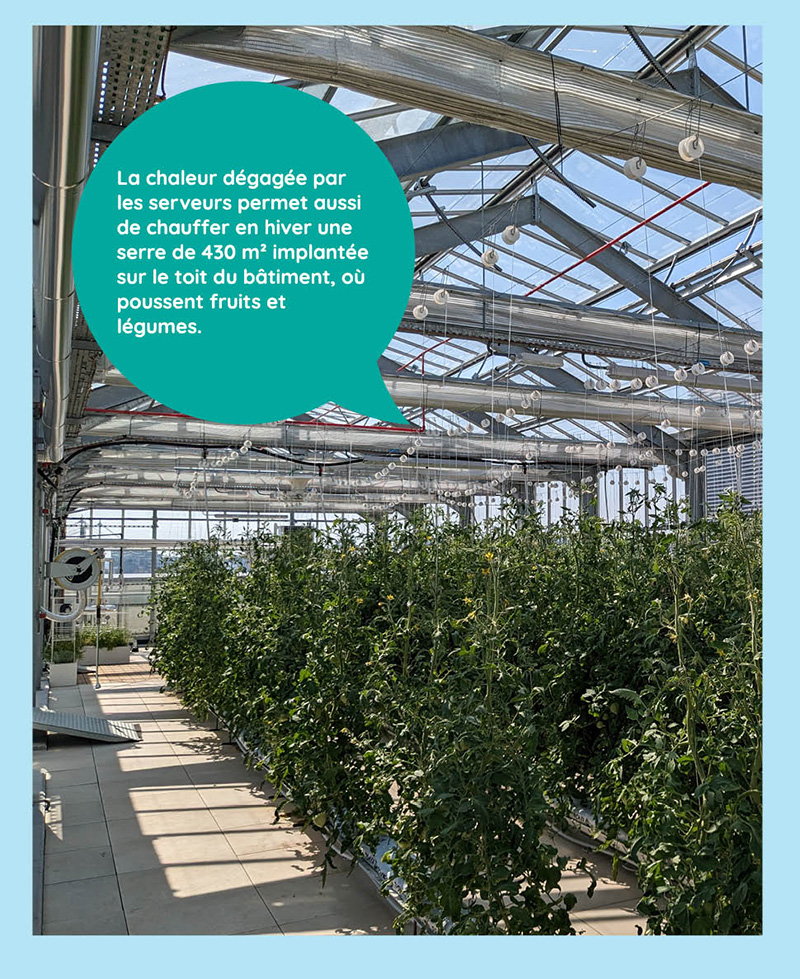 La chaleur dégagée par
les serveurs permet aussi
de chauffer en hiver une
serre de 430 m² implantée
sur le toit du bâtiment, où
poussent fruits et
légumes.